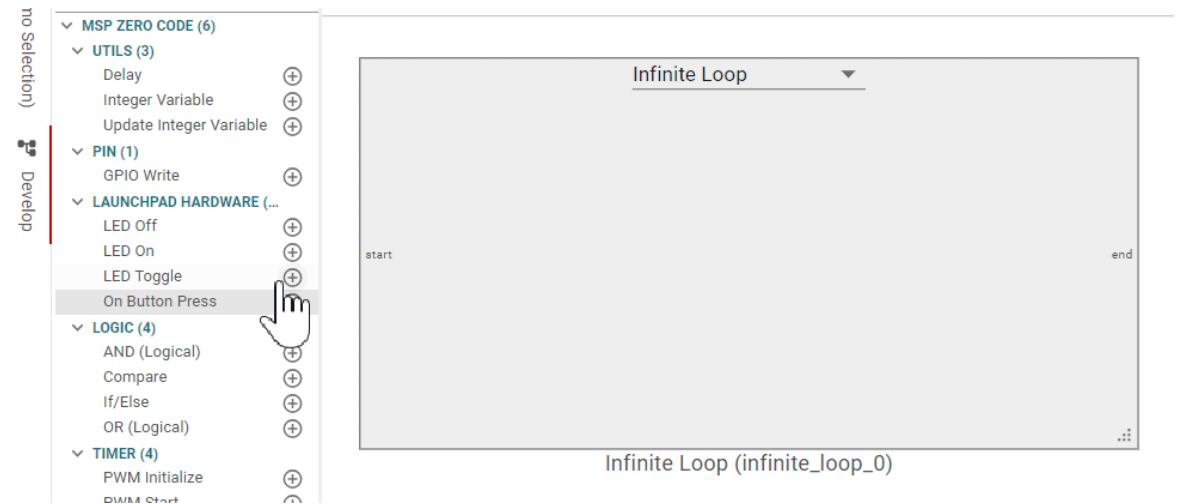 no Selection)
Develop
MSP ZERO CODE (6)
UTILS (3)
Delay
Integer Variable
Update Integer Variable
PIN (1)
GPIO Write
LAUNCHPAD HARDWARE (...
LED Off
LED On
LED Toggle
On Button Press
LOGIC (4)
AND (Logical)
Compare
If/Else
OR (Logical)
TIMER (4)
PWM Initialize
PWM Start
Infinite Loop
start
end
Infinite Loop (infinite_loop_0)